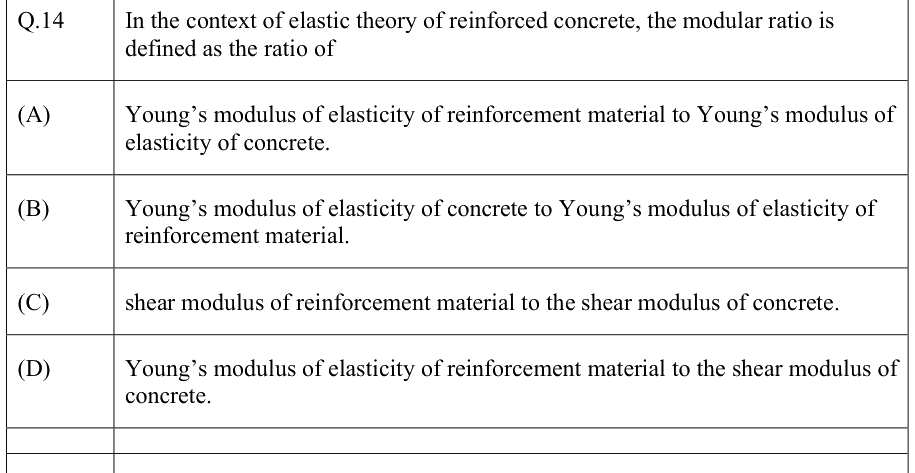 Q.14 In the context of elastic theory of reinforced concrete, the modular ratio is
defined as the ratio of
(A) Young’s modulus of elasticity of reinforcement material to Young’s modulus of
elasticity of concrete.
(B) Young’s modulus of elasticity of concrete to Young’s modulus of elasticity of
reinforcement material.
(C) shear modulus of reinforcement material to the shear modulus of concrete.
(D) Young’s modulus of elasticity of reinforcement material to the shear modulus of
concrete.